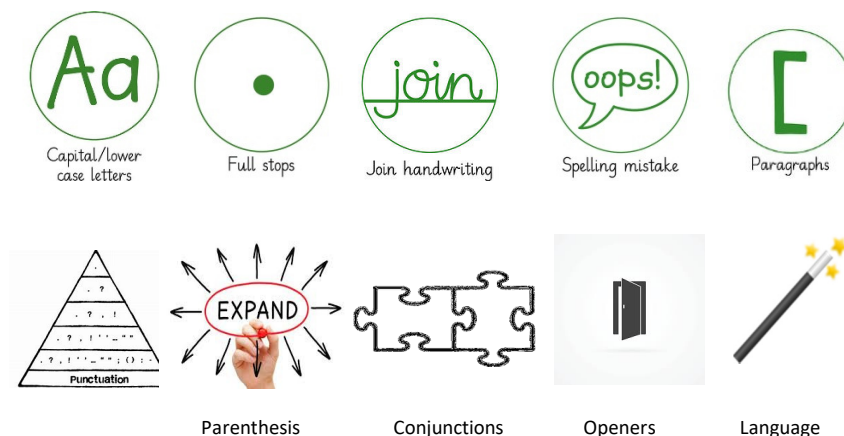 Aa
Capital/lower
case letters
Full stops
join
Join handwriting
oops!
Spelling mistake
[
Paragraphs
.
. ?
. ? !
. ? , ! ' ' ... " "
. ? , ! ' ' ... " " ; ( ) : -
Punctuation
EXPAND
Parenthesis
Conjunctions
Openers
Language